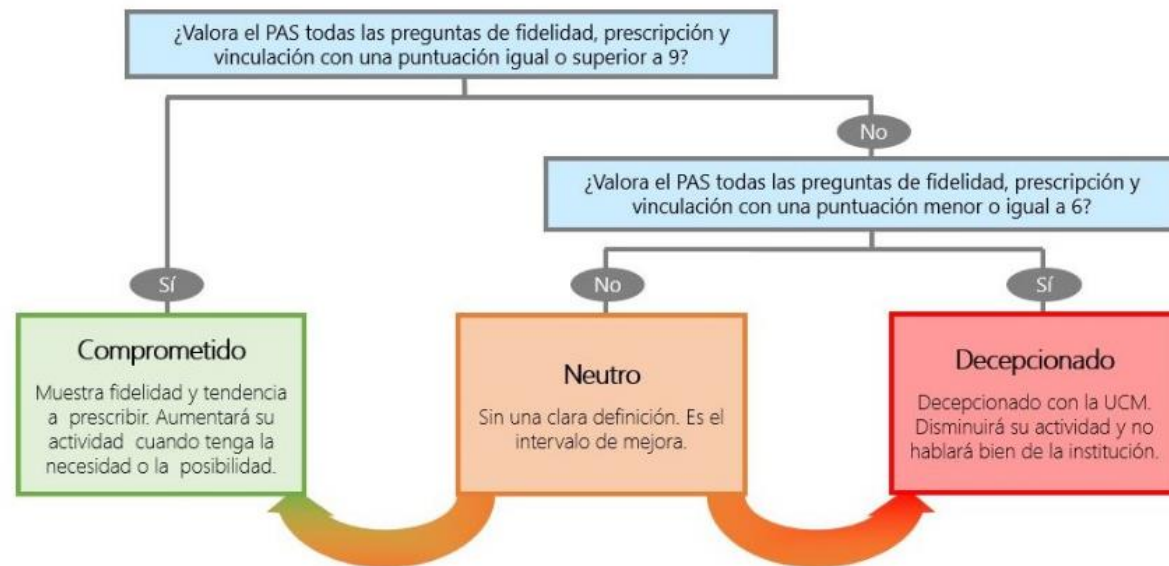 ¿Valora el PAS todas las preguntas de fidelidad, prescripción y
vinculación con una puntuación igual o superior a 9?
No
¿Valora el PAS todas las preguntas de fidelidad, prescripción y
vinculación con una puntuación menor o igual a 6?
Sí
No
Sí
Comprometido
Muestra fidelidad y tendencia
a prescribir. Aumentará su
actividad cuando tenga la
necesidad o la posibilidad.
Neutro
Sin una clara definición. Es el
intervalo de mejora.
Decepcionado
Decepcionado con la UCM.
Disminuirá su actividad y no
hablará bien de la institución.